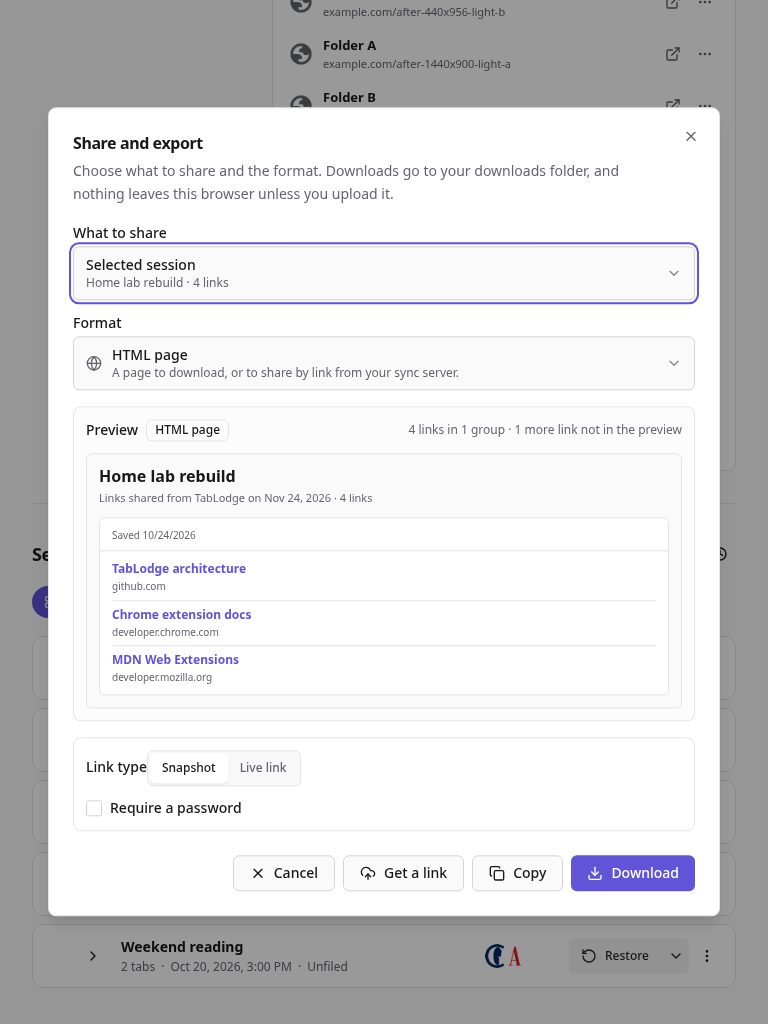 example.com/after-440x956-light-b
Folder A
example.com/after-1440x900-light-a
Folder B
Share and export
Choose what to share and the format. Downloads go to your downloads folder, and
nothing leaves this browser unless you upload it.
What to share
Selected session
Home lab rebuild · 4 links
Format
HTML page
A page to download, or to share by link from your sync server.
Preview HTML page 4 links in 1 group · 1 more link not in the preview
Home lab rebuild
Links shared from TabLodge on Nov 24, 2026 · 4 links
Saved 10/24/2026
TabLodge architecture
github.com
Chrome extension docs
developer.chrome.com
MDN Web Extensions
developer.mozilla.org
Link type Snapshot Live link
Require a password
Cancel Get a link Copy Download
Weekend reading
2 tabs · Oct 20, 2026, 3:00 PM · Unfiled
Restore